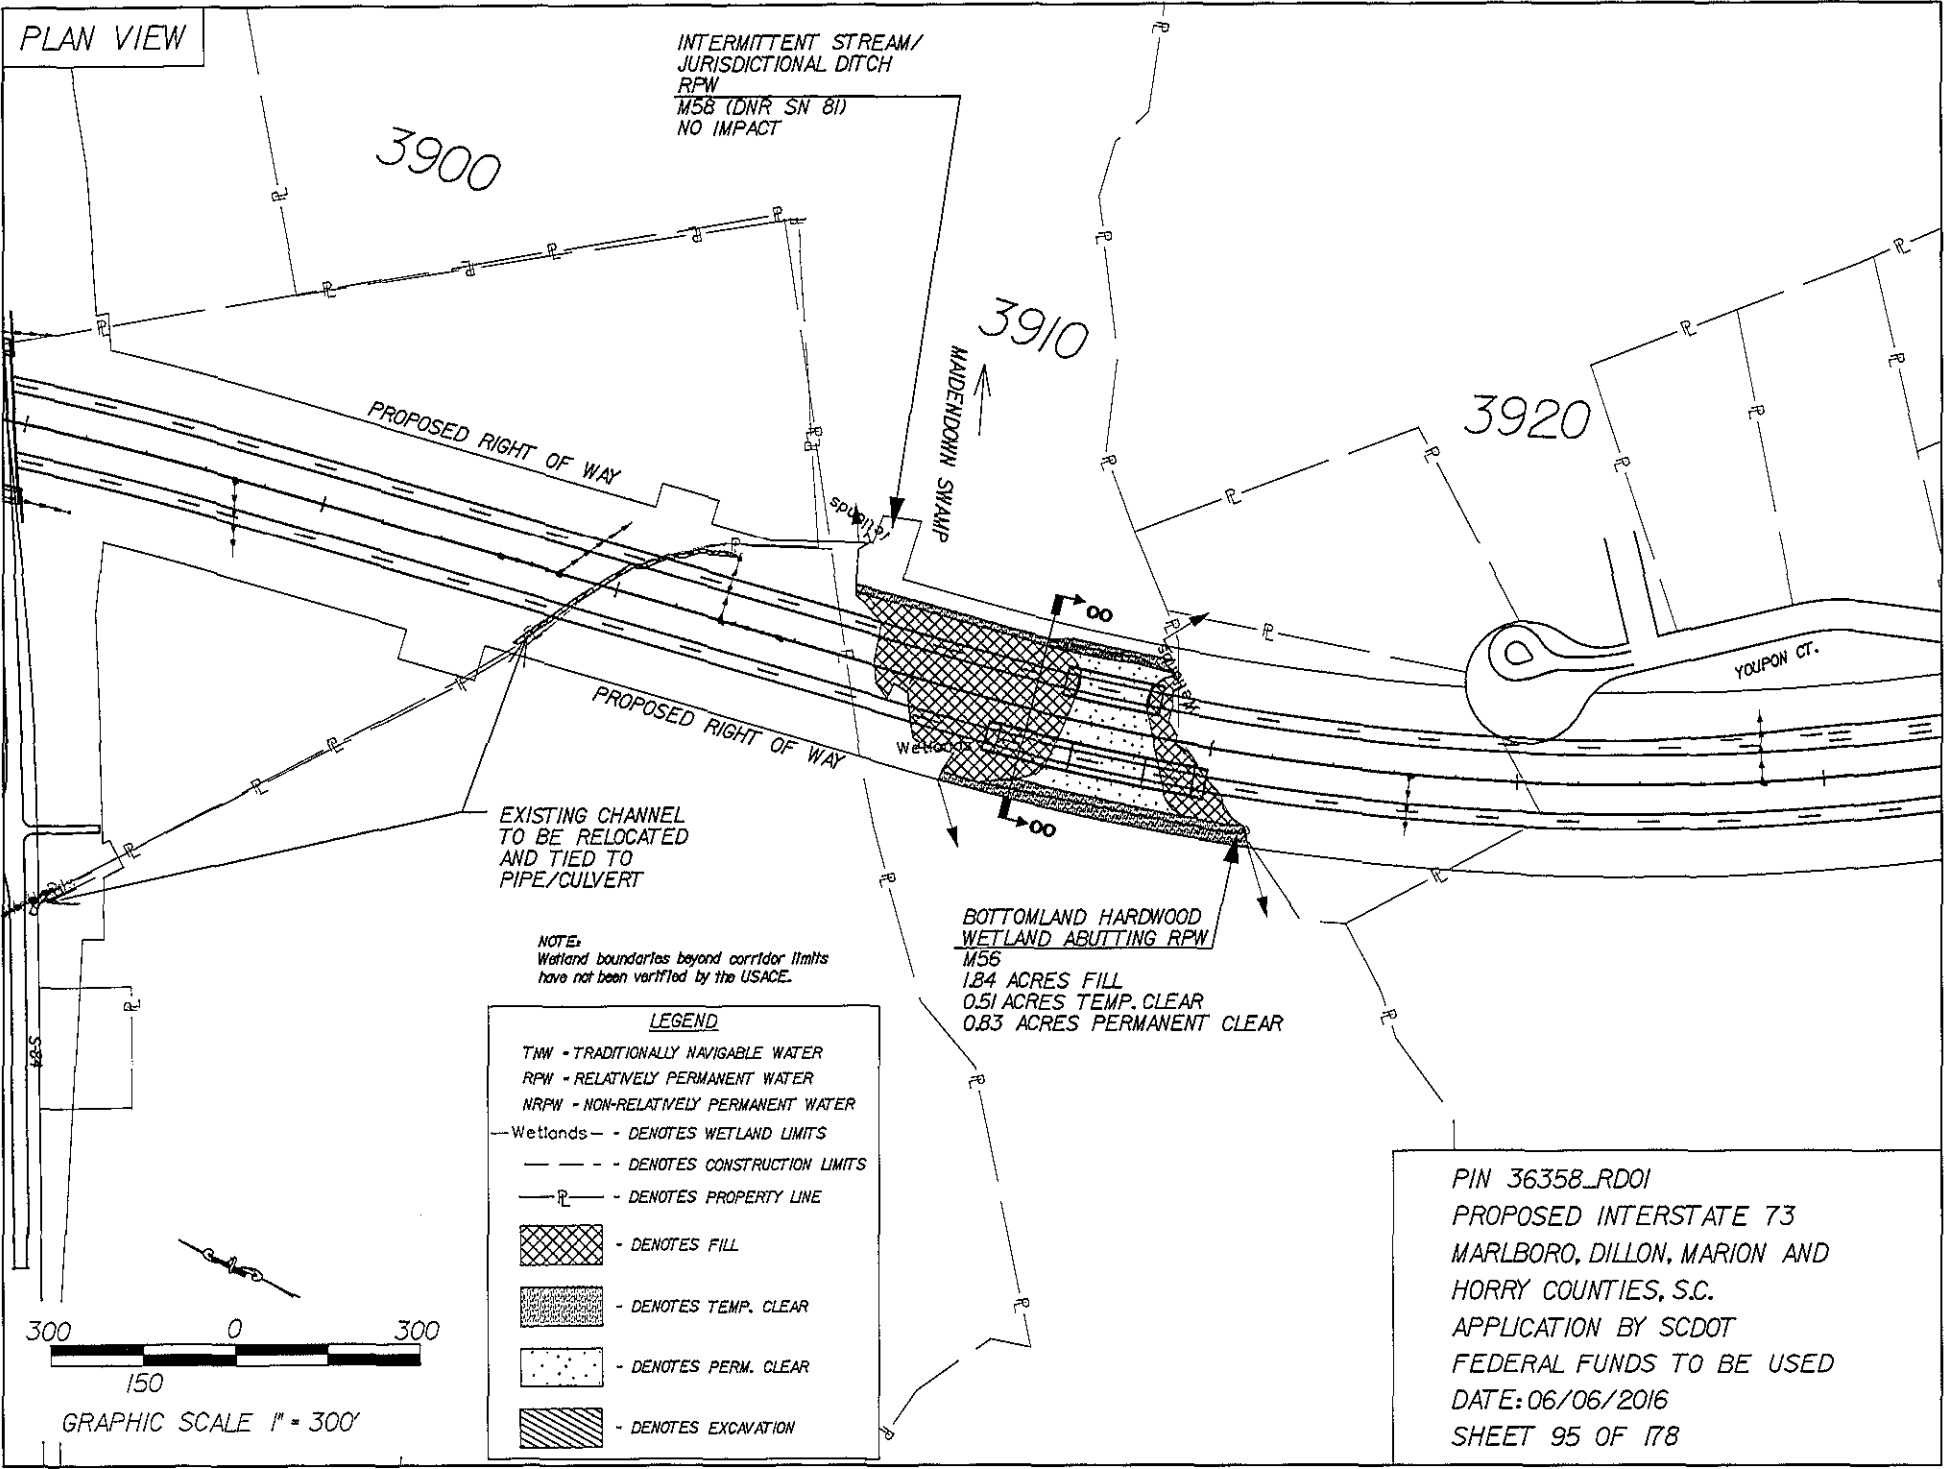 PLAN VIEW
INTERMITTENT STREAM/
JURISDICTIONAL DITCH
RPW
M58 (DNR SN 81)
NO IMPACT
3900
3910
3920
MAIDENDOWN SWAMP
PROPOSED RIGHT OF WAY
PROPOSED RIGHT OF WAY
YOUPON CT.
Wetlands
EXISTING CHANNEL
TO BE RELOCATED
AND TIED TO
PIPE/CULVERT
BOTTOMLAND HARDWOOD
WETLAND ABUTTING RPW
M56
1.84 ACRES FILL
0.51 ACRES TEMP. CLEAR
0.83 ACRES PERMANENT CLEAR
NOTE:
Wetland boundaries beyond corridor limits
have not been verified by the USACE.
LEGEND
TNW - TRADITIONALLY NAVIGABLE WATER
RPW - RELATIVELY PERMANENT WATER
NRPW - NON-RELATIVELY PERMANENT WATER
Wetlands - DENOTES WETLAND LIMITS
- DENOTES CONSTRUCTION LIMITS
PL - DENOTES PROPERTY LINE
- DENOTES FILL
- DENOTES TEMP. CLEAR
- DENOTES PERM. CLEAR
- DENOTES EXCAVATION
S-84
300 0 300
150
GRAPHIC SCALE 1" = 300'
PIN 36358_RD01
PROPOSED INTERSTATE 73
MARLBORO, DILLON, MARION AND
HORRY COUNTIES, S.C.
APPLICATION BY SCDOT
FEDERAL FUNDS TO BE USED
DATE: 06/06/2016
SHEET 95 OF 178